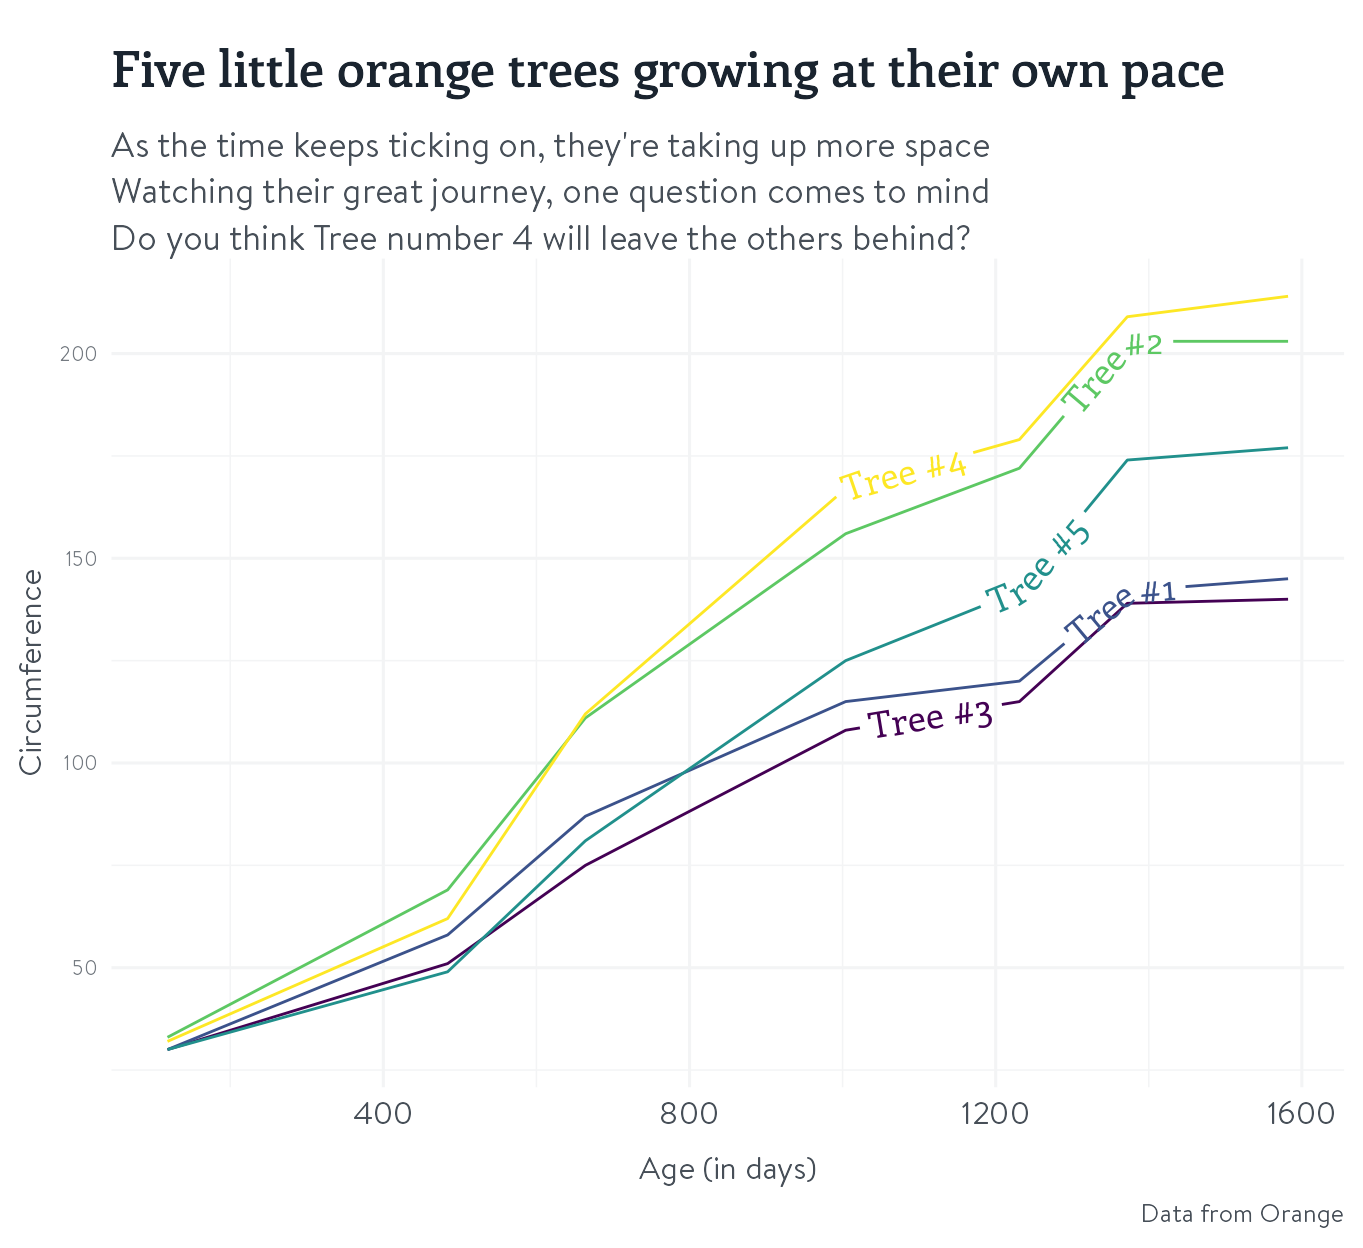 Five little orange trees growing at their own pace
As the time keeps ticking on, they're taking up more space
Watching their great journey, one question comes to mind
Do you think Tree number 4 will leave the others behind?
Circumference
200
150
100
50
Tree #4
Tree #2
Tree #5
Tree #1
Tree #3
400
800
1200
1600
Age (in days)
Data from Orange